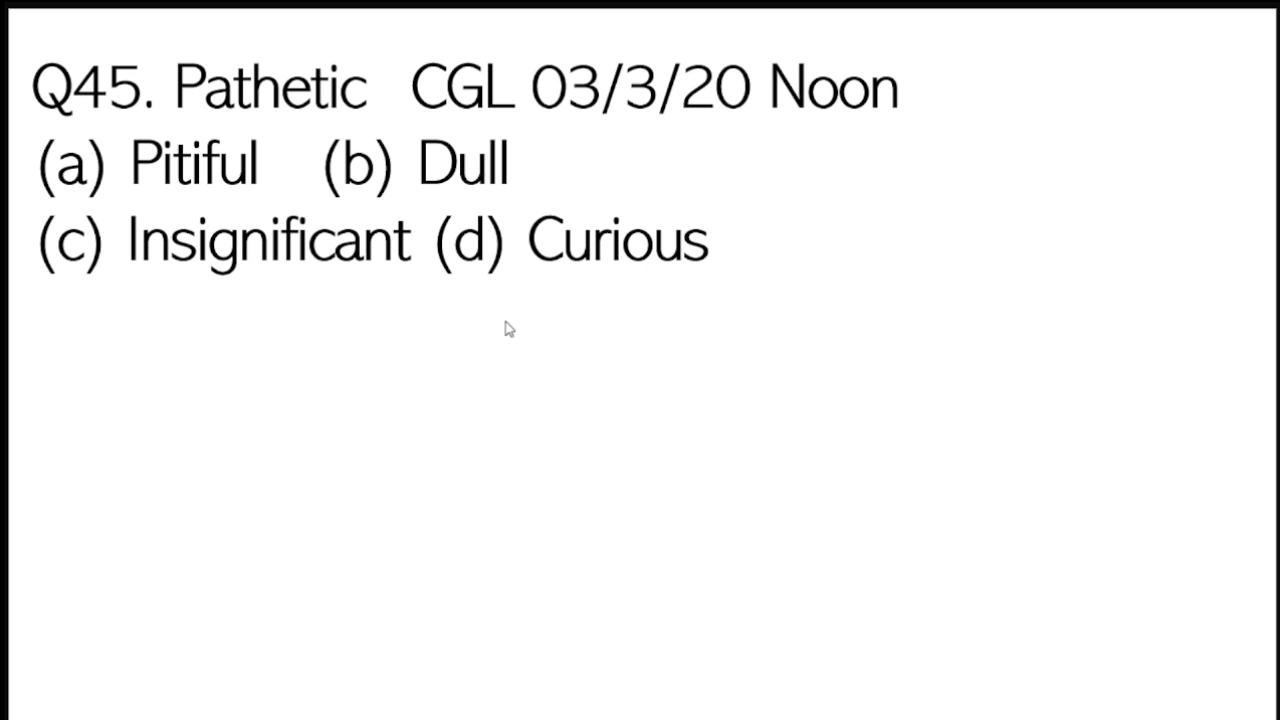 Q45. Pathetic CGL 03/3/20 Noon
(a) Pitiful (b) Dull
(c) Insignificant (d) Curious